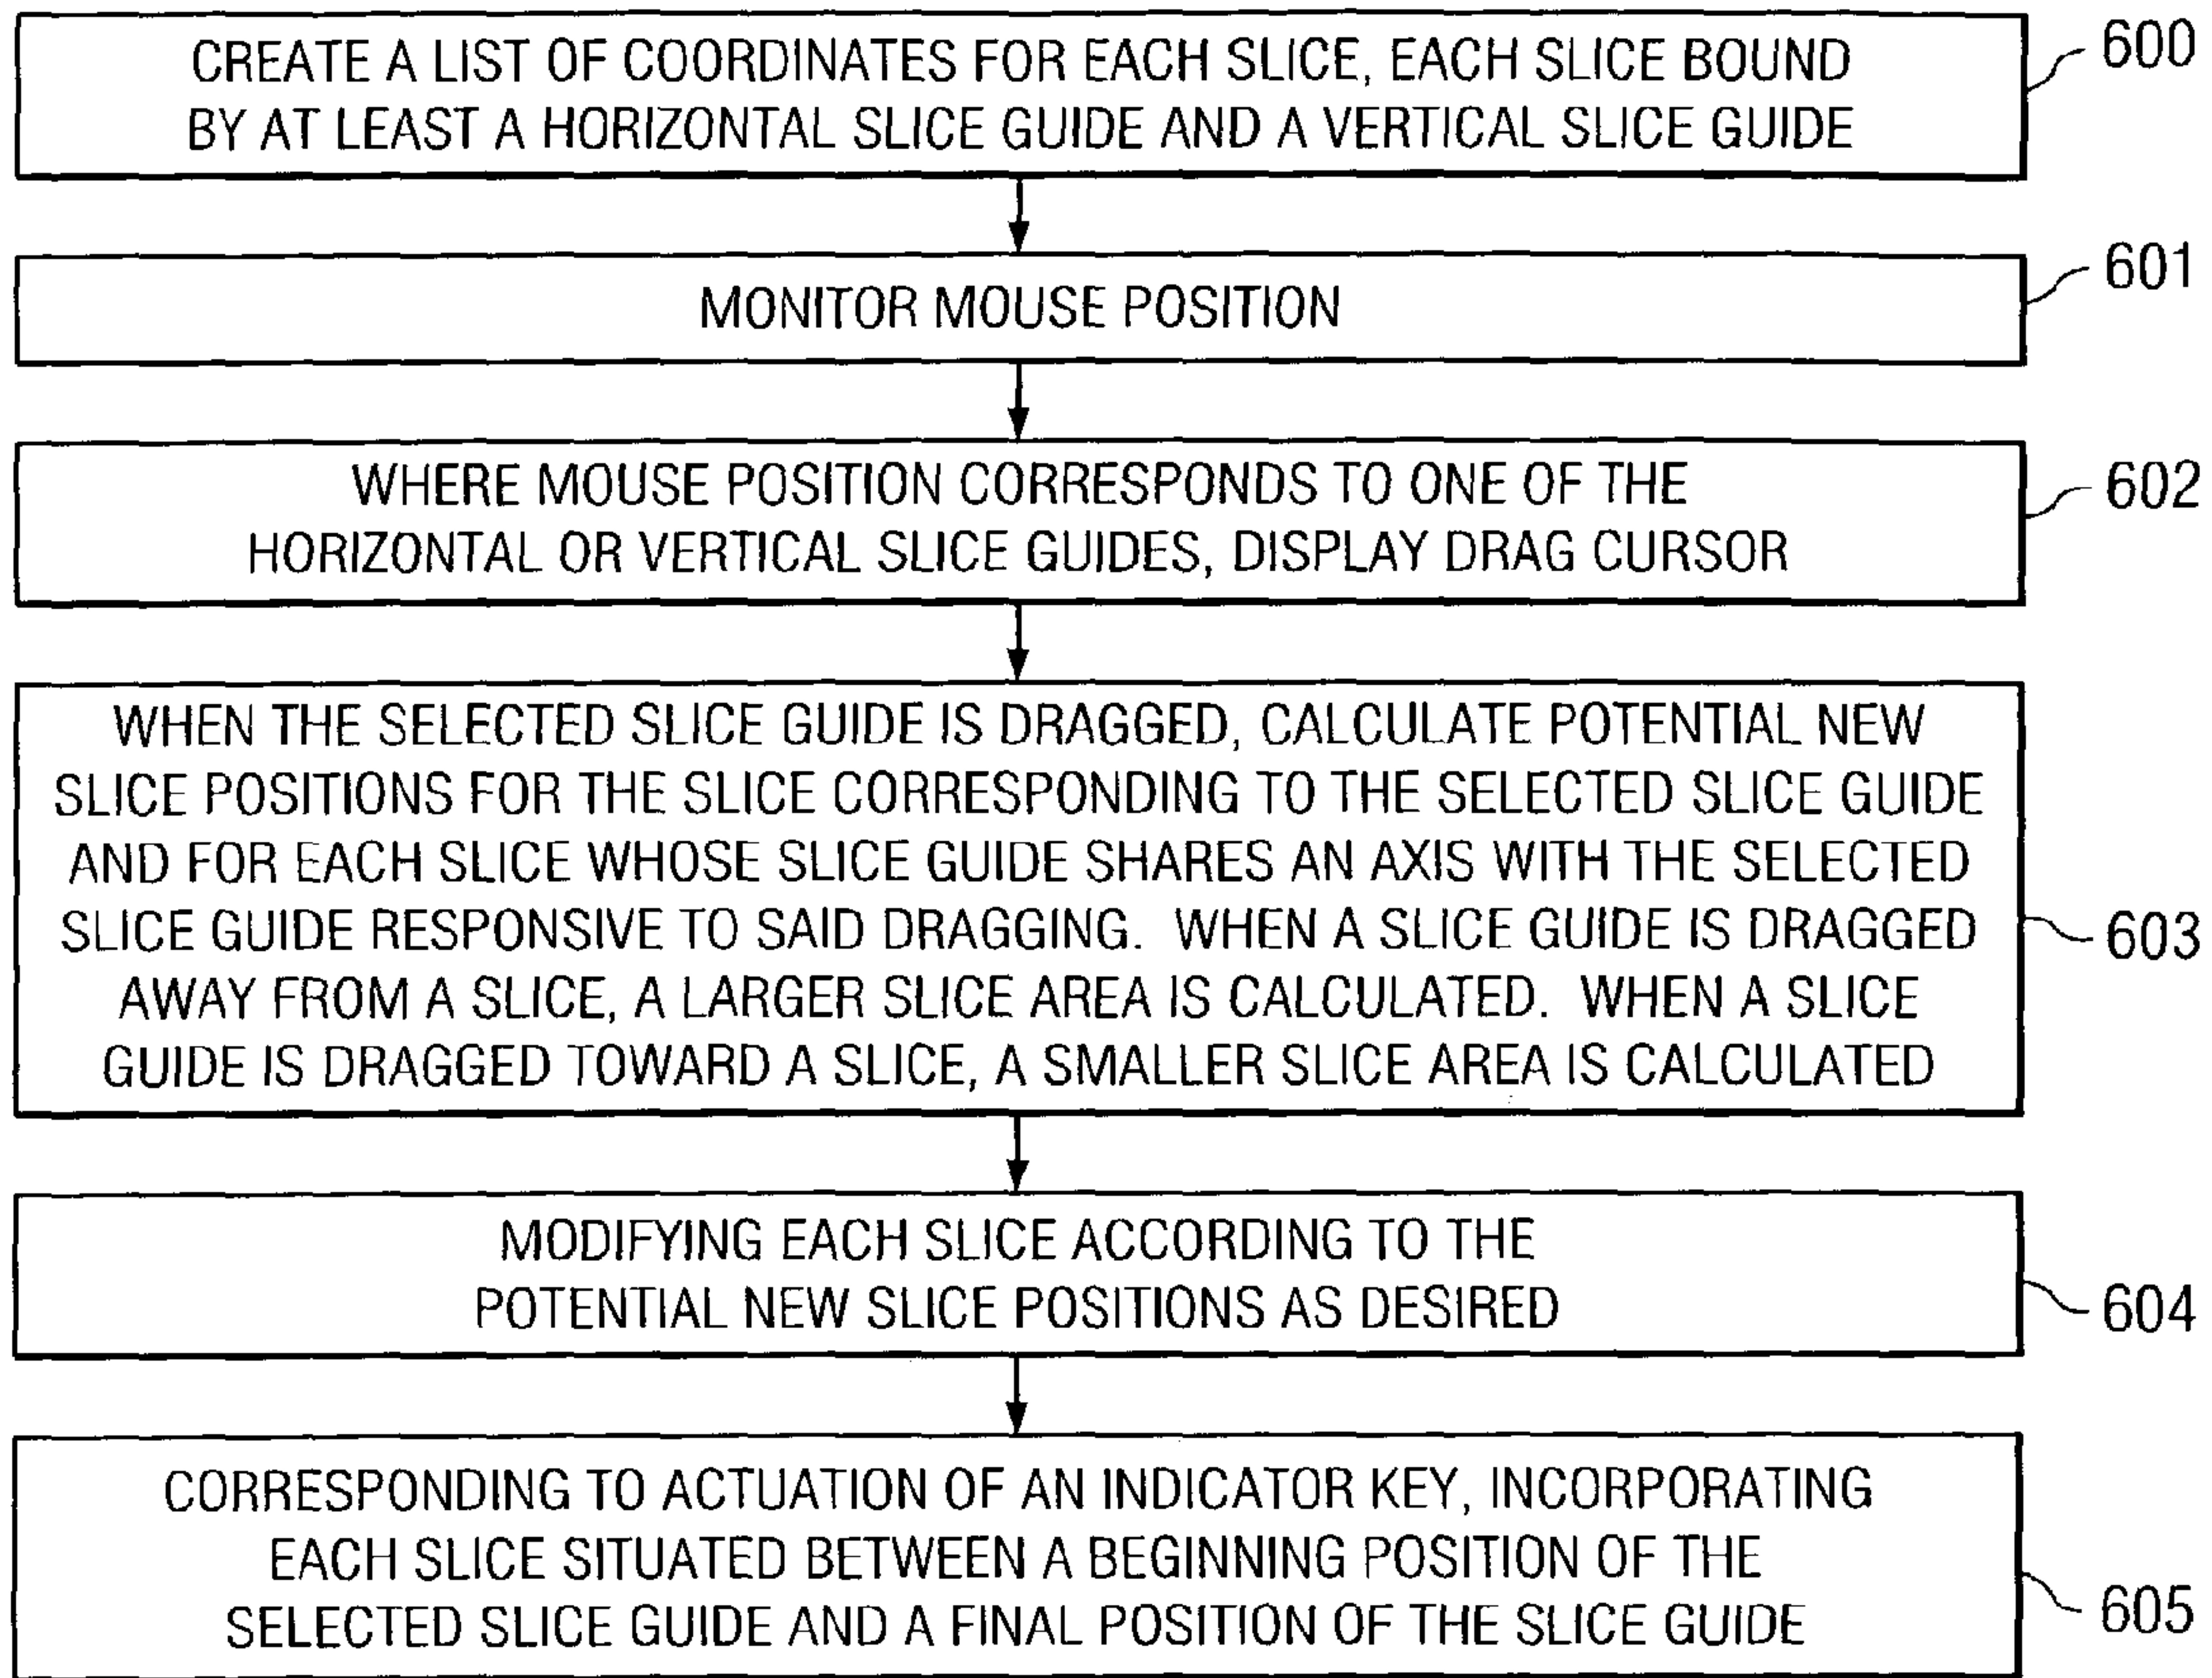 CREATE A LIST OF COORDINATES FOR EACH SLICE, EACH SLICE BOUND
BY AT LEAST A HORIZONTAL SLICE GUIDE AND A VERTICAL SLICE GUIDE
600
MONITOR MOUSE POSITION
601
WHERE MOUSE POSITION CORRESPONDS TO ONE OF THE
HORIZONTAL OR VERTICAL SLICE GUIDES, DISPLAY DRAG CURSOR
602
WHEN THE SELECTED SLICE GUIDE IS DRAGGED, CALCULATE POTENTIAL NEW
SLICE POSITIONS FOR THE SLICE CORRESPONDING TO THE SELECTED SLICE GUIDE
AND FOR EACH SLICE WHOSE SLICE GUIDE SHARES AN AXIS WITH THE SELECTED
SLICE GUIDE RESPONSIVE TO SAID DRAGGING. WHEN A SLICE GUIDE IS DRAGGED
AWAY FROM A SLICE, A LARGER SLICE AREA IS CALCULATED. WHEN A SLICE
GUIDE IS DRAGGED TOWARD A SLICE, A SMALLER SLICE AREA IS CALCULATED
603
MODIFYING EACH SLICE ACCORDING TO THE
POTENTIAL NEW SLICE POSITIONS AS DESIRED
604
CORRESPONDING TO ACTUATION OF AN INDICATOR KEY, INCORPORATING
EACH SLICE SITUATED BETWEEN A BEGINNING POSITION OF THE
SELECTED SLICE GUIDE AND A FINAL POSITION OF THE SLICE GUIDE
605